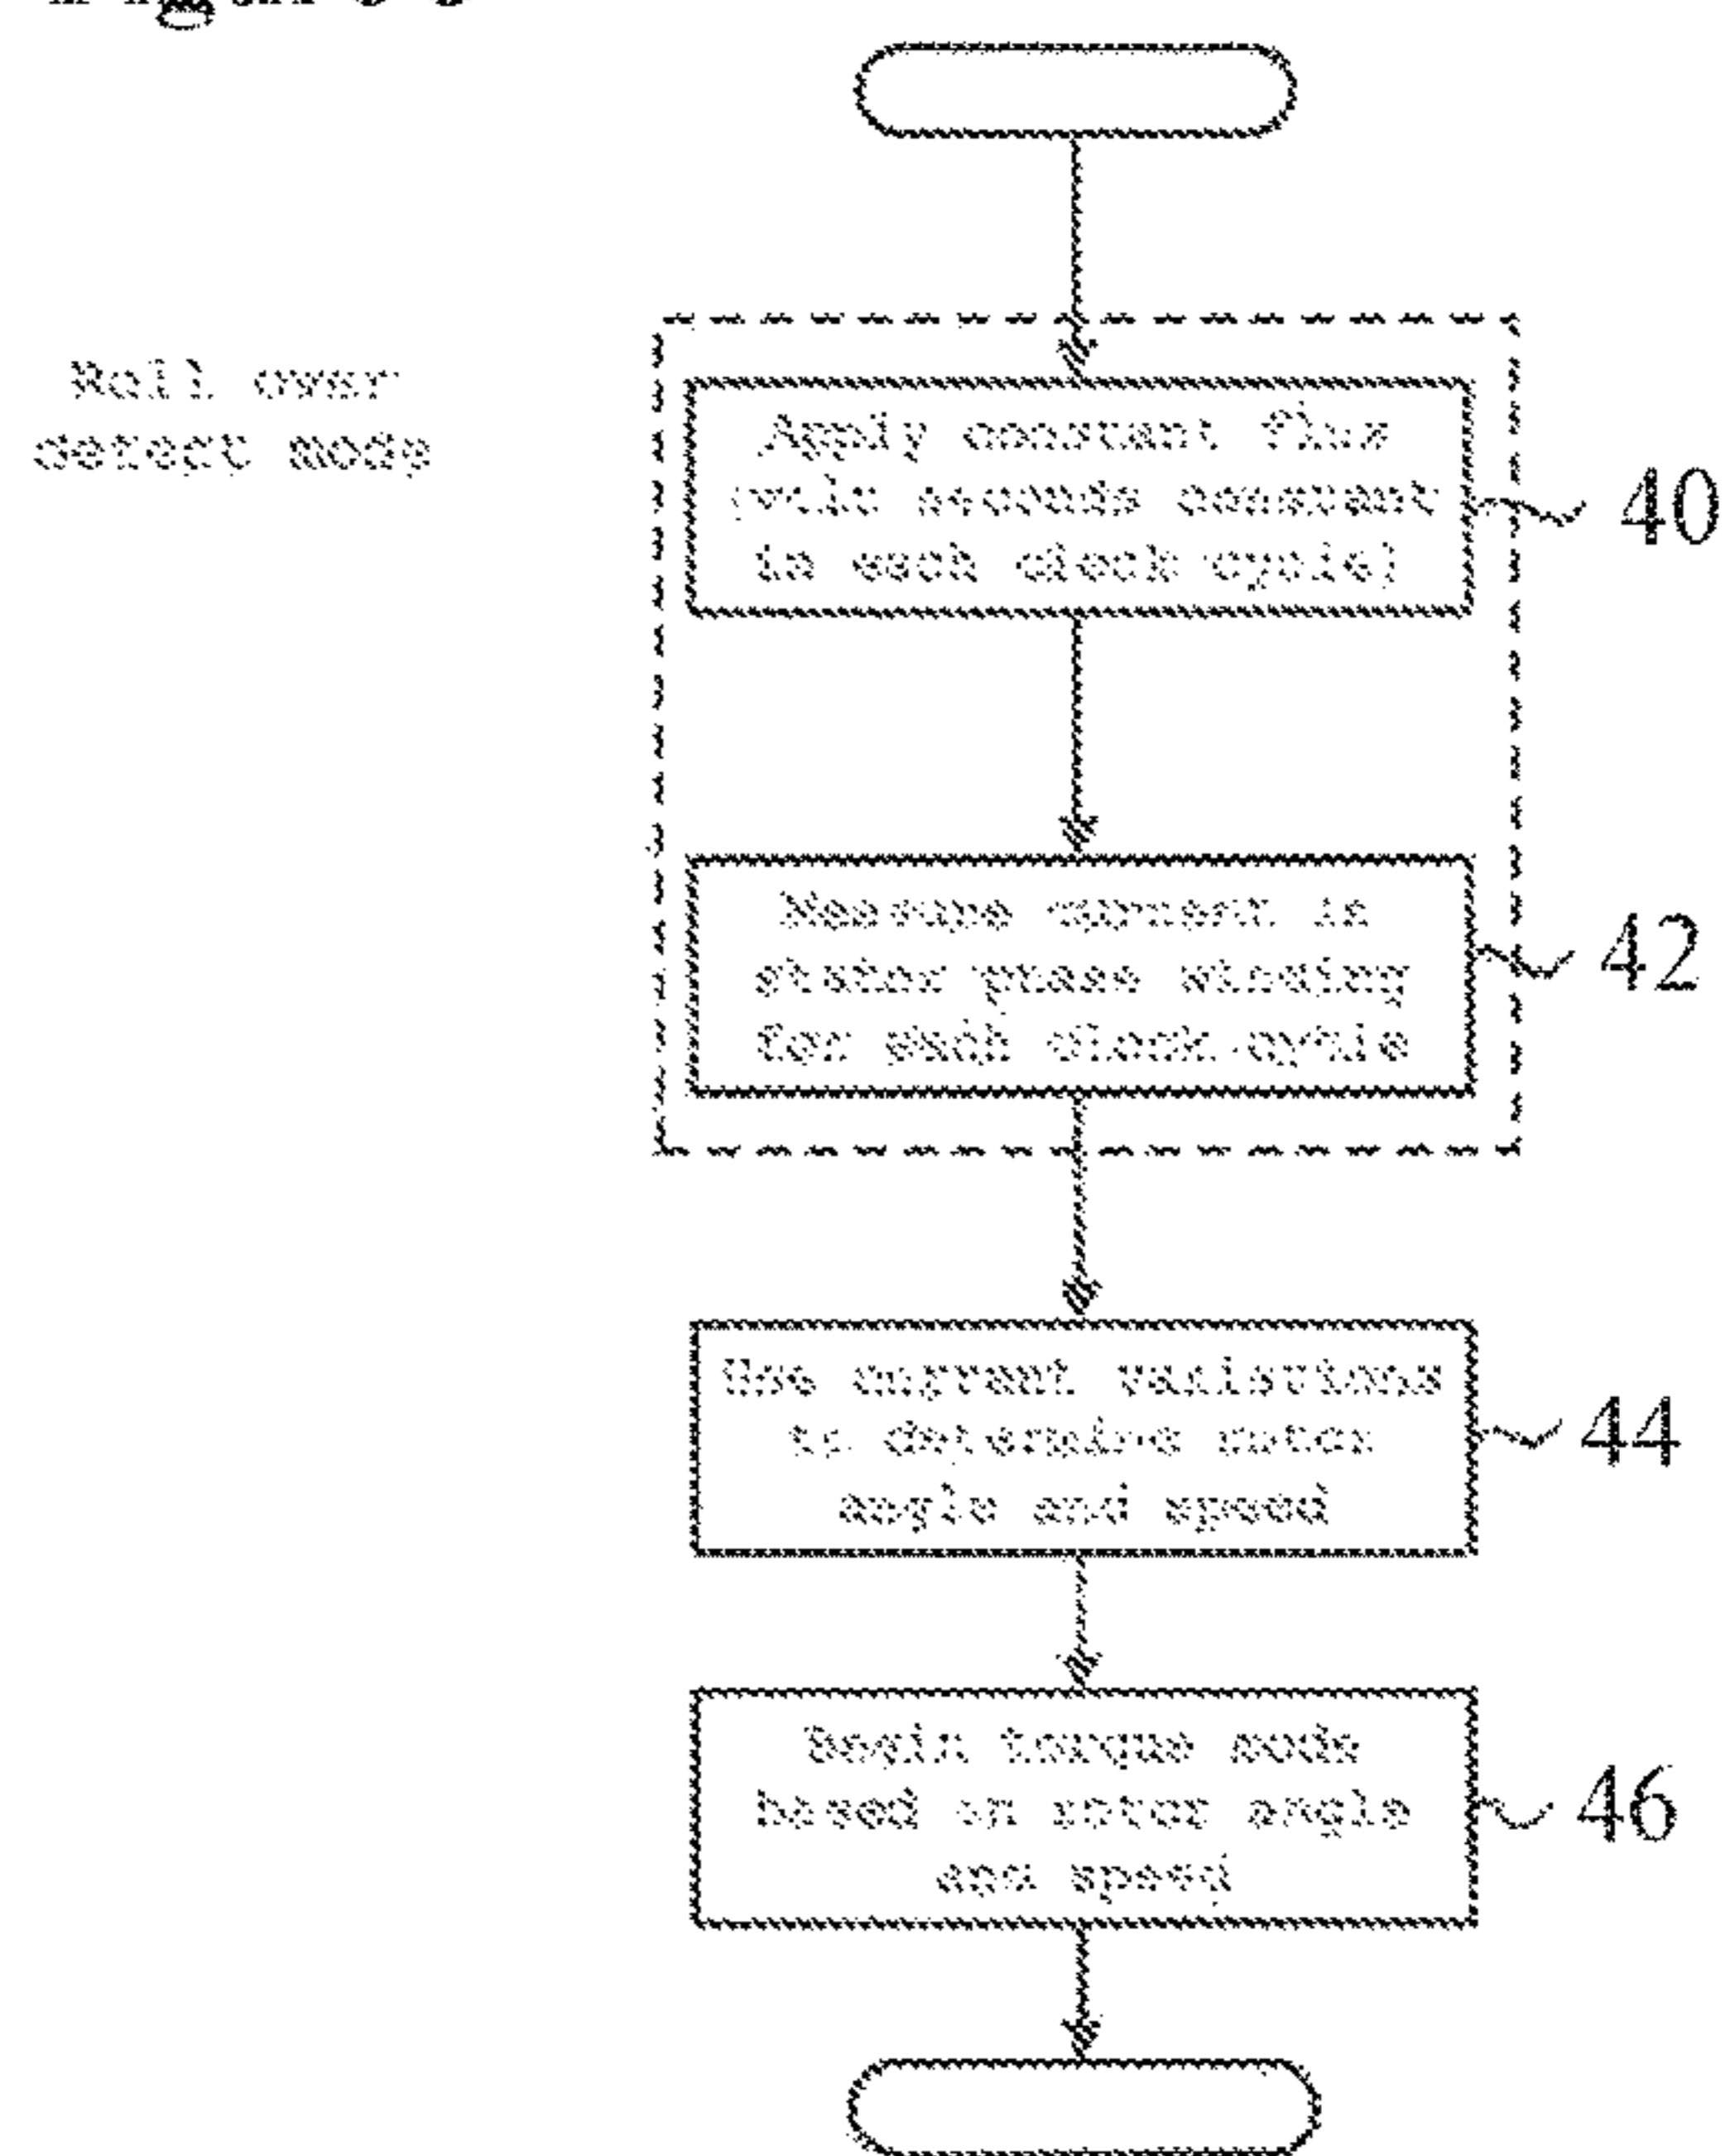 Roll over
detect mode
Apply constant flux
seconds constant
in each clock cycle)
40
Measure current in
stator phase winding
for each clock cycle
42
Use current variations
to determine rotor
angle and speed
44
Begin torque mode
based on rotor angle
and speed
46